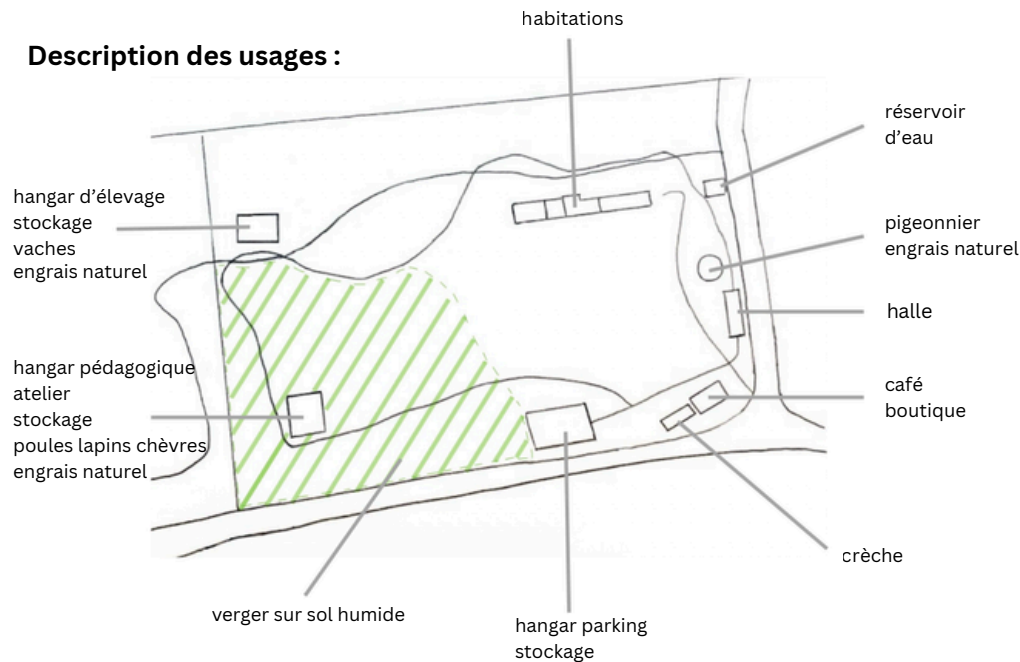 habitations
Description des usages :
réservoir
d'eau
hangar d'élevage
stockage
vaches
engrais naturel
pigeonnier
engrais naturel
halle
hangar pédagogique
atelier
stockage
poules lapins chèvres
engrais naturel
café
boutique
crèche
verger sur sol humide
hangar parking
stockage